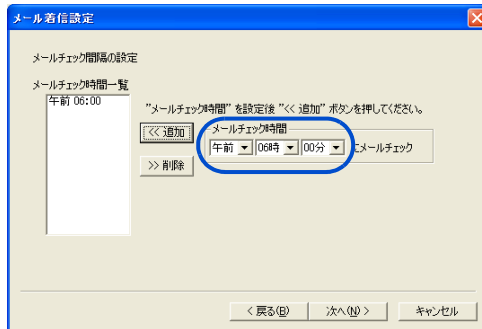 メール着信設定
メールチェック間隔の設定
メールチェック時間一覧
午前 06:00
"メールチェック時間" を設定後 "<< 追加" ボタンを押してください。
<< 追加
メールチェック時間
午前 06時 00分 にメールチェック
>> 削除
< 戻る(B) 次へ(N) > キャンセル